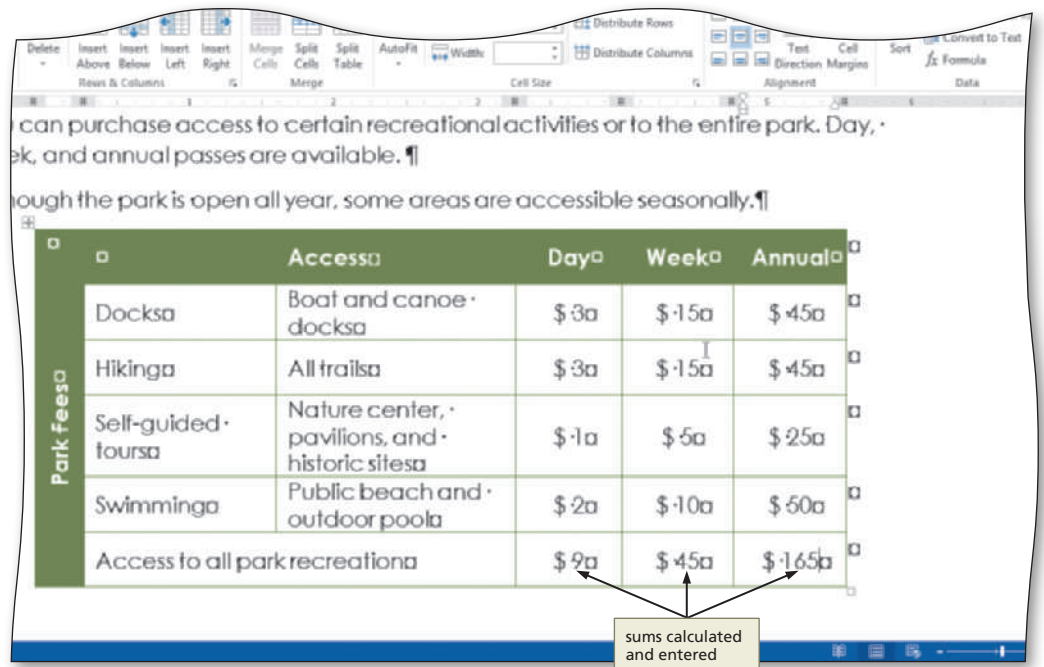 Distribute Rows
Convert to Text
Delete
Insert Above
Insert Below
Insert Left
Insert Right
Merge Cells
Split Cells
Split Table
AutoFit
Width:
Distribute Columns
Text Direction
Cell Margins
Sort
fx Formula
Rows & Columns
Merge
Cell Size
Alignment
Data
1 2 3 5 6
can purchase access to certain recreational activities or to the entire park. Day, ·
ek, and annual passes are available. ¶
ough the park is open all year, some areas are accessible seasonally.¶
Park fees¤
Access¤ Day¤ Week¤ Annual¤
Docks¤
Boat and canoe ·
docks¤
$·3¤ $·15¤ $·45¤
Hiking¤ All trails¤ $·3¤ $·15¤ $·45¤
Self-guided ·
tours¤
Nature center, ·
pavilions, and ·
historic sites¤
$·1¤ $·5¤ $·25¤
Swimming¤
Public beach and ·
outdoor pool¤
$·2¤ $·10¤ $·50¤
Access to all park recreation¤ $·9¤ $·45¤ $·165¤
sums calculated
and entered